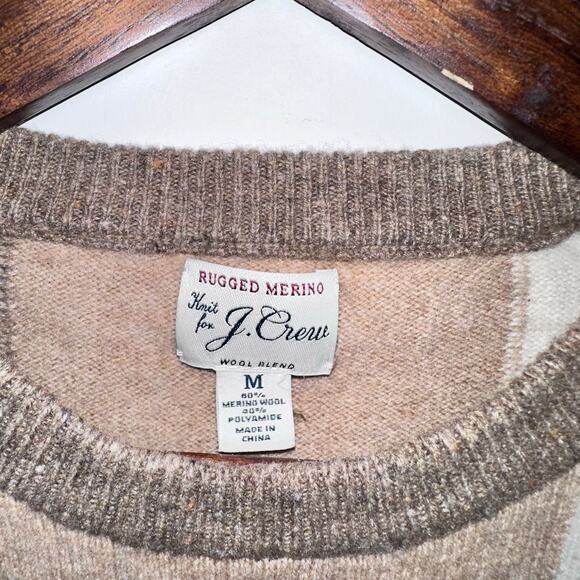 RUGGED MERINO
Knit
for J.Crew
WOOL BLEND
M
60%
MERINO WOOL
40%
POLYAMIDE
MADE IN
CHINA